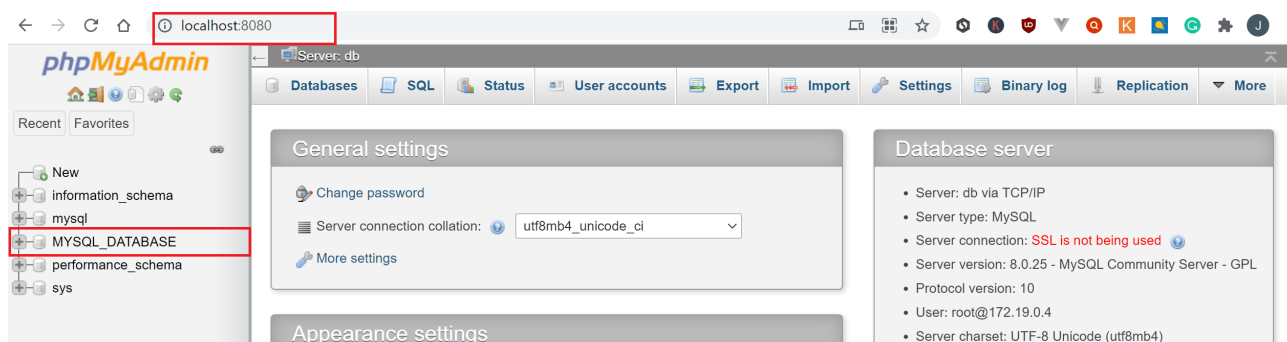 localhost:8080
phpMyAdmin
Recent Favorites
New
information_schema
mysql
MYSQL_DATABASE
performance_schema
sys
Server: db
Databases SQL Status User accounts Export Import Settings Binary log Replication More
General settings
Change password
Server connection collation: utf8mb4_unicode_ci
More settings
Appearance settings
Database server
Server: db via TCP/IP
Server type: MySQL
Server connection: SSL is not being used
Server version: 8.0.25 - MySQL Community Server - GPL
Protocol version: 10
User: root@172.19.0.4
Server charset: UTF-8 Unicode (utf8mb4)
K
UD
Q
K
G
J